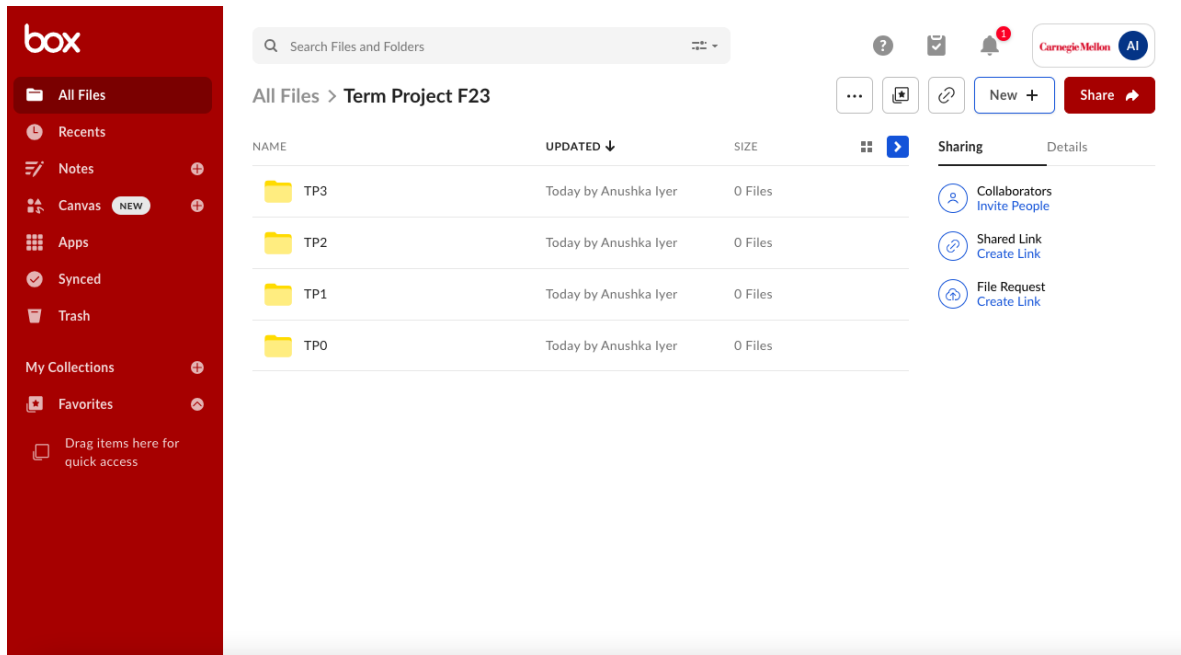 box
Search Files and Folders
1
Carnegie Mellon
AI
All Files
Recents
Notes
Canvas NEW
Apps
Synced
Trash
My Collections
Favorites
Drag items here for
quick access
All Files > Term Project F23
New +
Share
NAME UPDATED SIZE
TP3 Today by Anushka Iyer 0 Files
TP2 Today by Anushka Iyer 0 Files
TP1 Today by Anushka Iyer 0 Files
TP0 Today by Anushka Iyer 0 Files
Sharing Details
Collaborators
Invite People
Shared Link
Create Link
File Request
Create Link